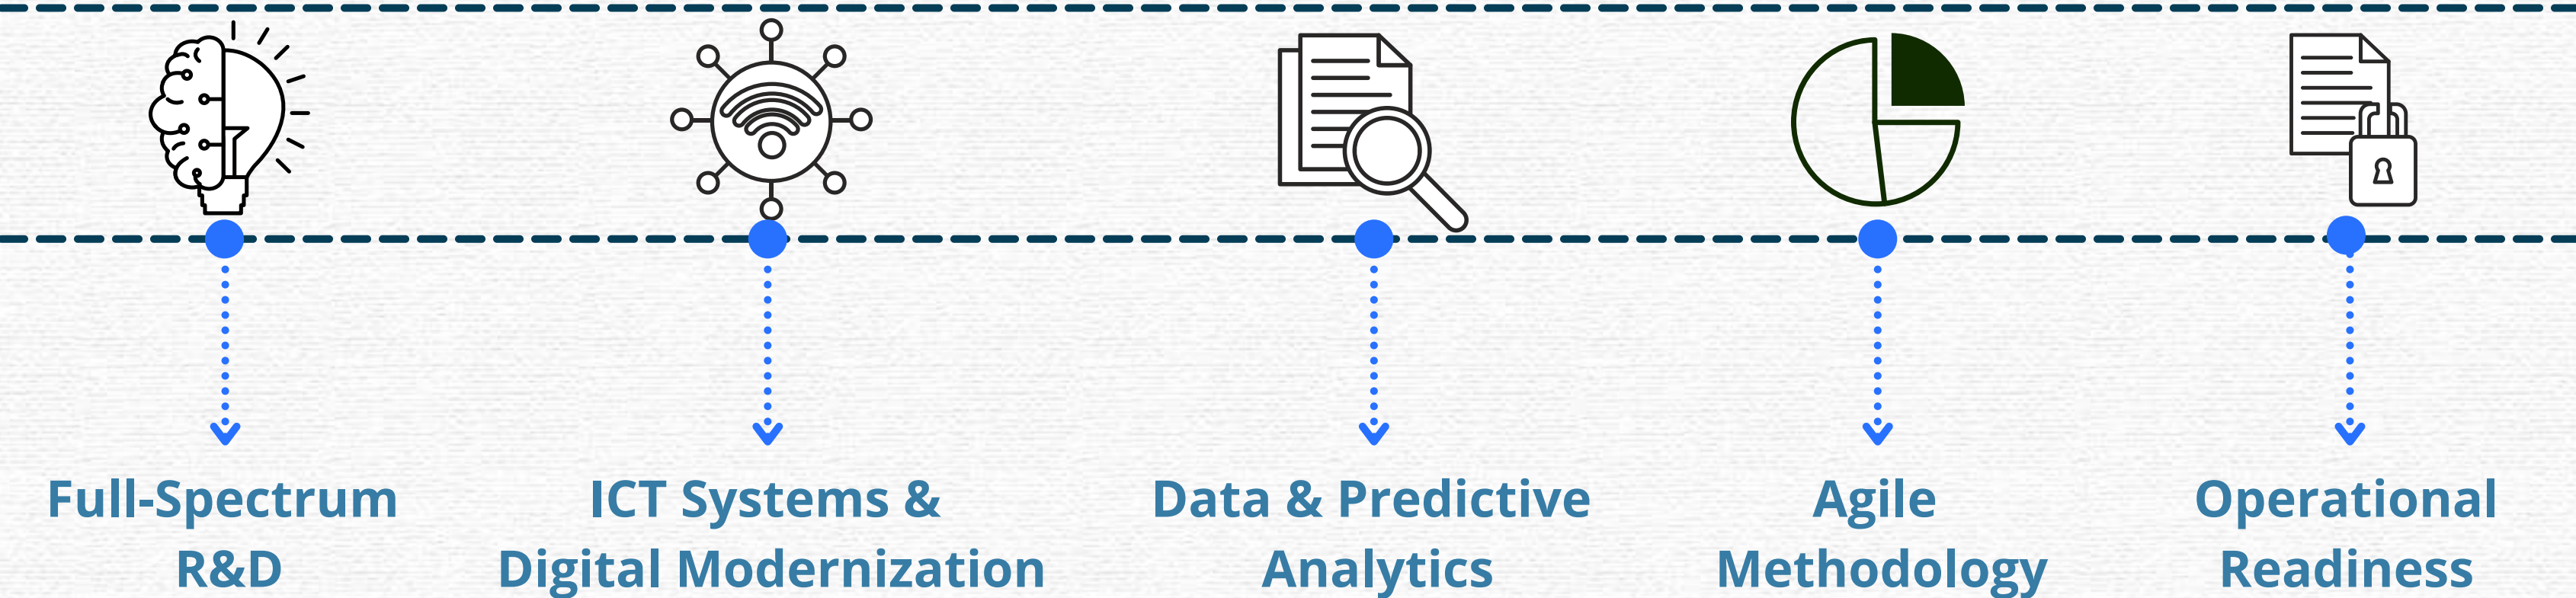 Full-Spectrum
R&D
ICT Systems &
Digital Modernization
Data & Predictive
Analytics
Agile
Methodology
Operational
Readiness